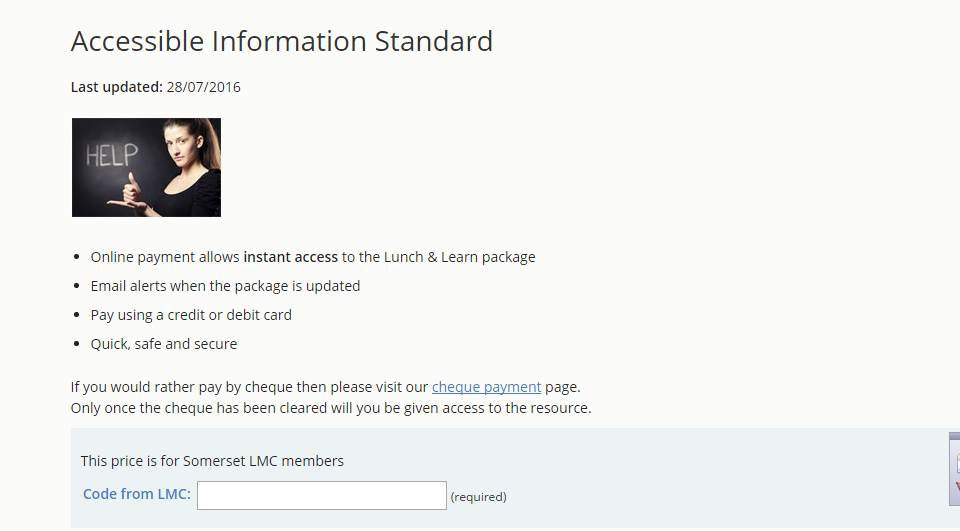 Accessible Information Standard
Last updated: 28/07/2016
HELP
Online payment allows instant access to the Lunch & Learn package
Email alerts when the package is updated
Pay using a credit or debit card
Quick, safe and secure
If you would rather pay by cheque then please visit our cheque payment page.
Only once the cheque has been cleared will you be given access to the resource.
This price is for Somerset LMC members
Code from LMC: (required)